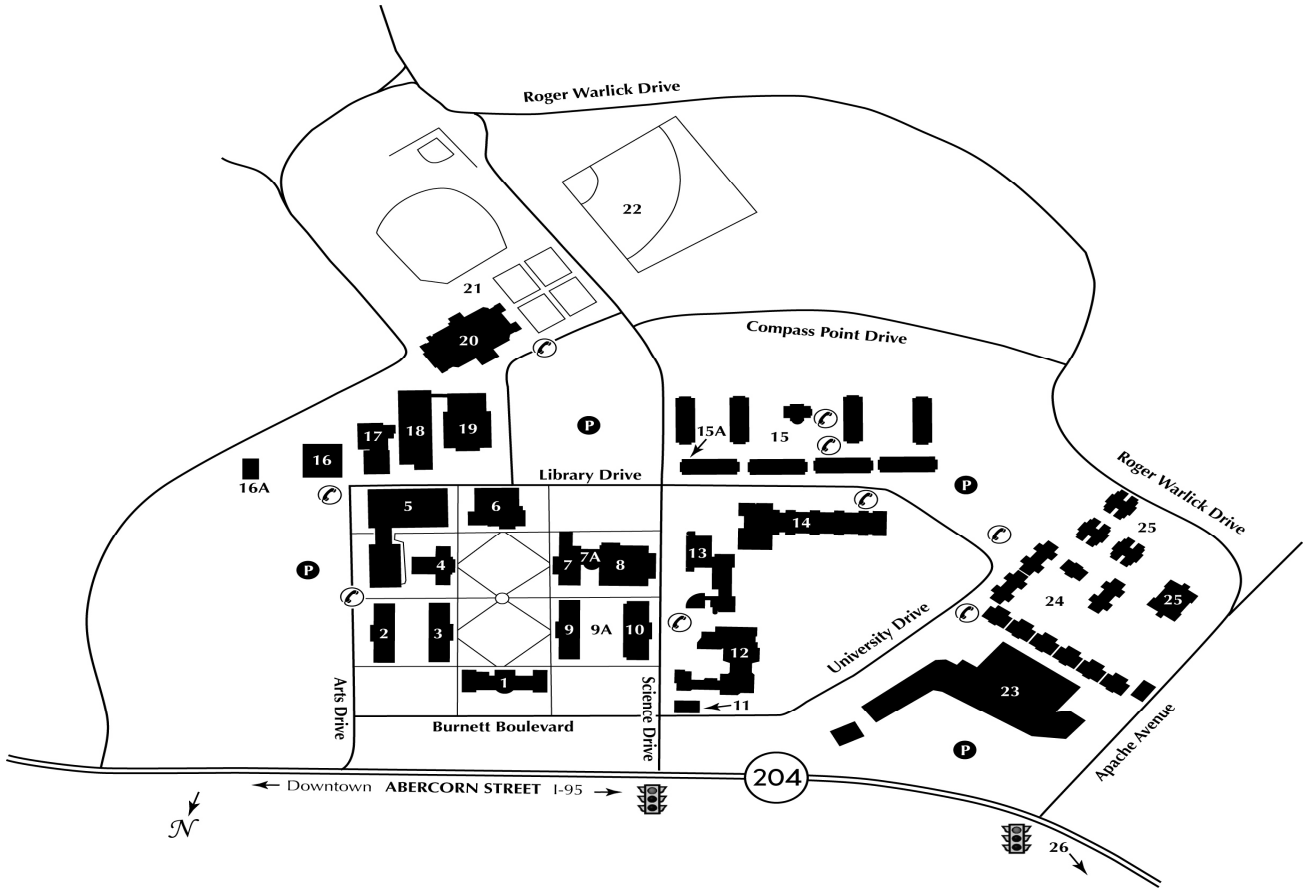 Roger Warlick Drive
22
21
20
Compass Point Drive
15A
15
17
18
19
P
16
16A
Library Drive
Roger Warlick Drive
P
5
6
14
25
13
4
7
7A
8
P
24
25
2
3
9
9A
10
12
University Drive
23
1
11
Arts Drive
Science Drive
Burnett Boulevard
P
Apache Avenue
204
Downtown ABERCORN STREET I-95
N
26